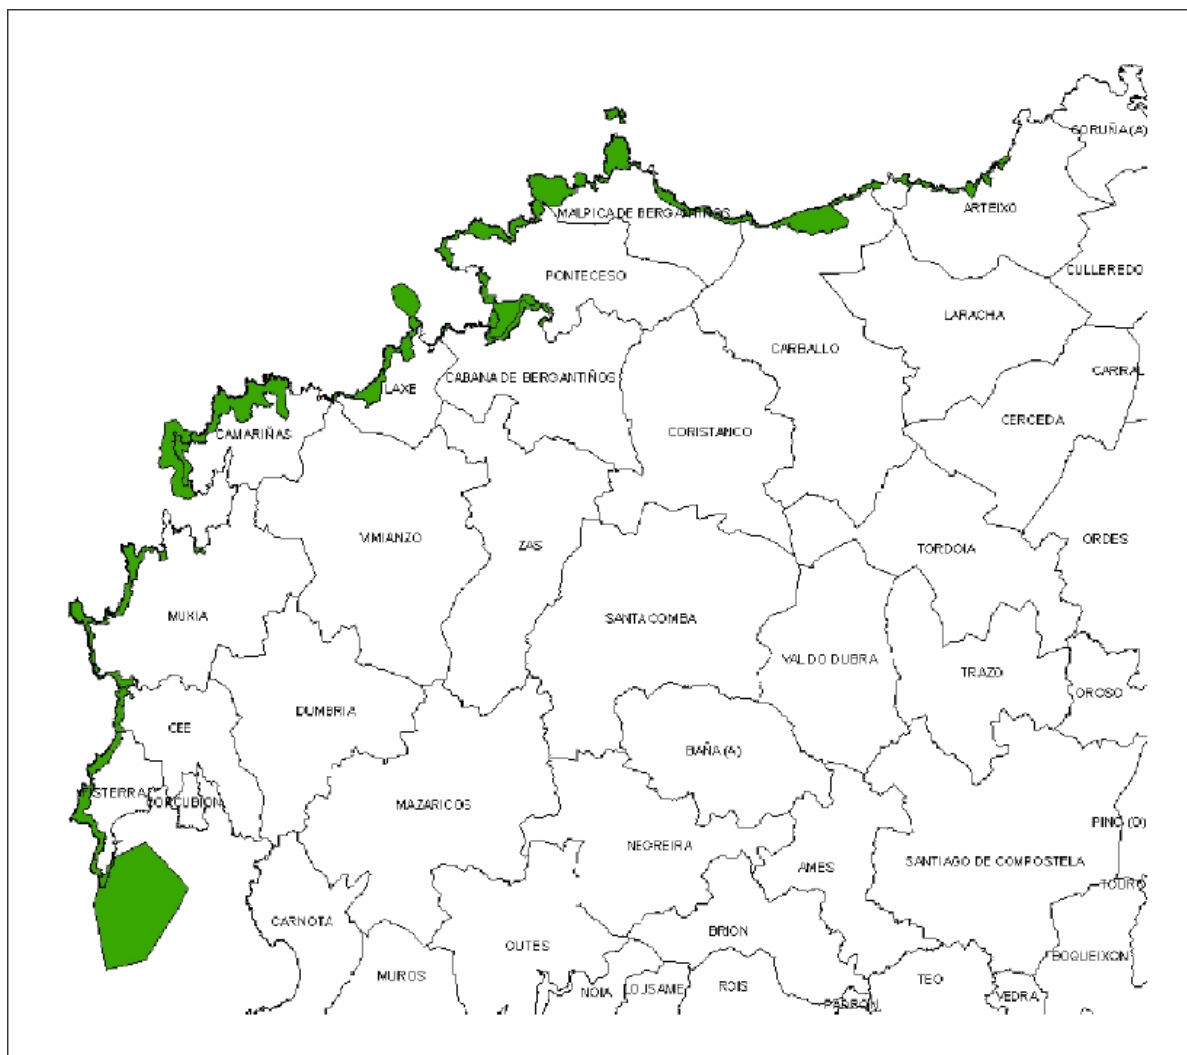 CORUÑA (A)
ARTEIXO
MALPICA DE BERGANTIÑOS
CULLEREDO
PONTECESO
LARACHA
CARBALLO
CARRAL
CABANA DE BERGANTIÑOS
LAXE
CERCEDA
CORISTANCO
CAMARIÑAS
VIMIANZO
ZAS
ORDES
TORDOIA
MUXIA
SANTA COMBA
VAL DO DUBRA
TRAZO
OROSO
DUMBRIA
CEE
BAÑA (A)
FISTERRA
CORCUBION
MAZARICOS
PINO (O)
NEGREIRA
SANTIAGO DE COMPOSTELA
AMES
TOURO
CARNOTA
BRION
OUTES
BOQUEIXON
MUROS
TEO
NOIA
LOUSAME
ROIS
VEDRA
PADRON